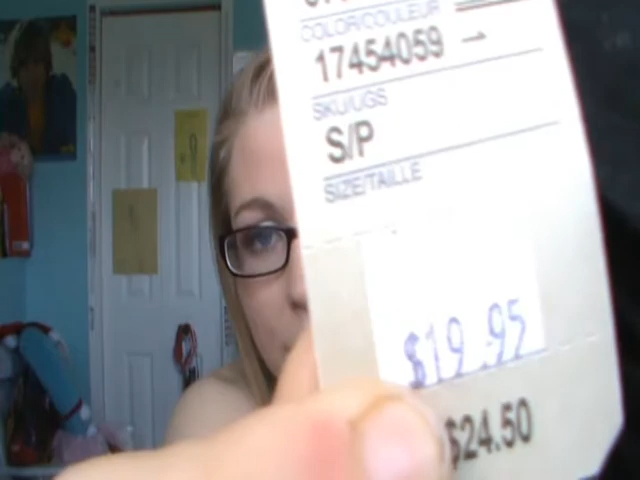 COLOR/COULEUR
17454059
SKU/UGS
S/P
SIZE/TAILLE
$19.95
$24.50